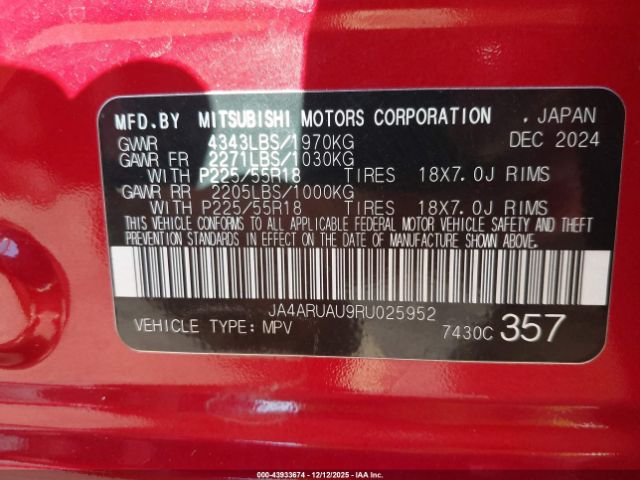 MFD.BY MITSUBISHI MOTORS CORPORATION , JAPAN
GVWR 4343LBS/1970KG DEC 2024
GAWR FR 2271LBS/1030KG
WITH P225/55R18 TIRES 18X7.0J RIMS
GAWR RR 2205LBS/1000KG
WITH P225/55R18 TIRES 18X7.0J RIMS
THIS VEHICLE CONFORMS TO ALL APPLICABLE FEDERAL MOTOR VEHICLE SAFETY AND THEFT
PREVENTION STANDARDS IN EFFECT ON THE DATE OF MANUFACTURE SHOWN ABOVE.
JA4ARUAU9RU025952
VEHICLE TYPE: MPV 7430C 357
000-43933674 - 12/12/2025 - IAA, Inc.